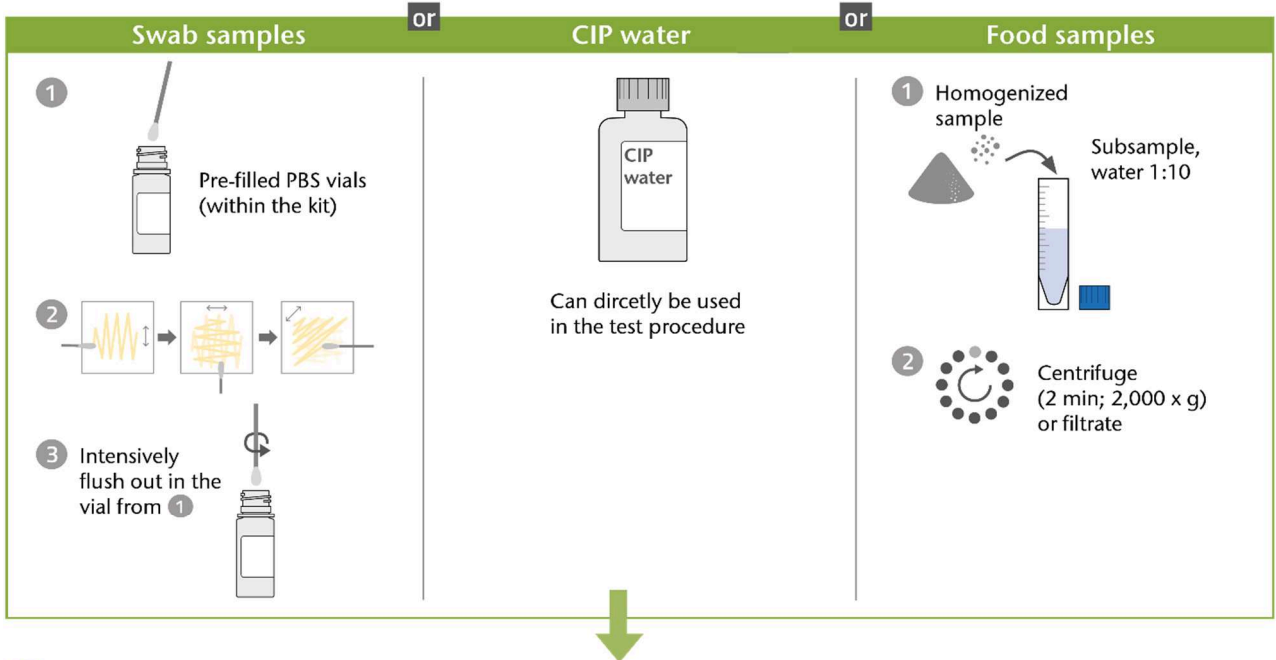 or
or
Swab samples
CIP water
Food samples
1
Pre-filled PBS vials
(within the kit)
2
3
Intensively
flush out in the
vial from 1
CIP
water
Can dircetly be used
in the test procedure
1
Homogenized
sample
Subsample,
water 1:10
2
Centrifuge
(2 min; 2,000 x g)
or filtrate